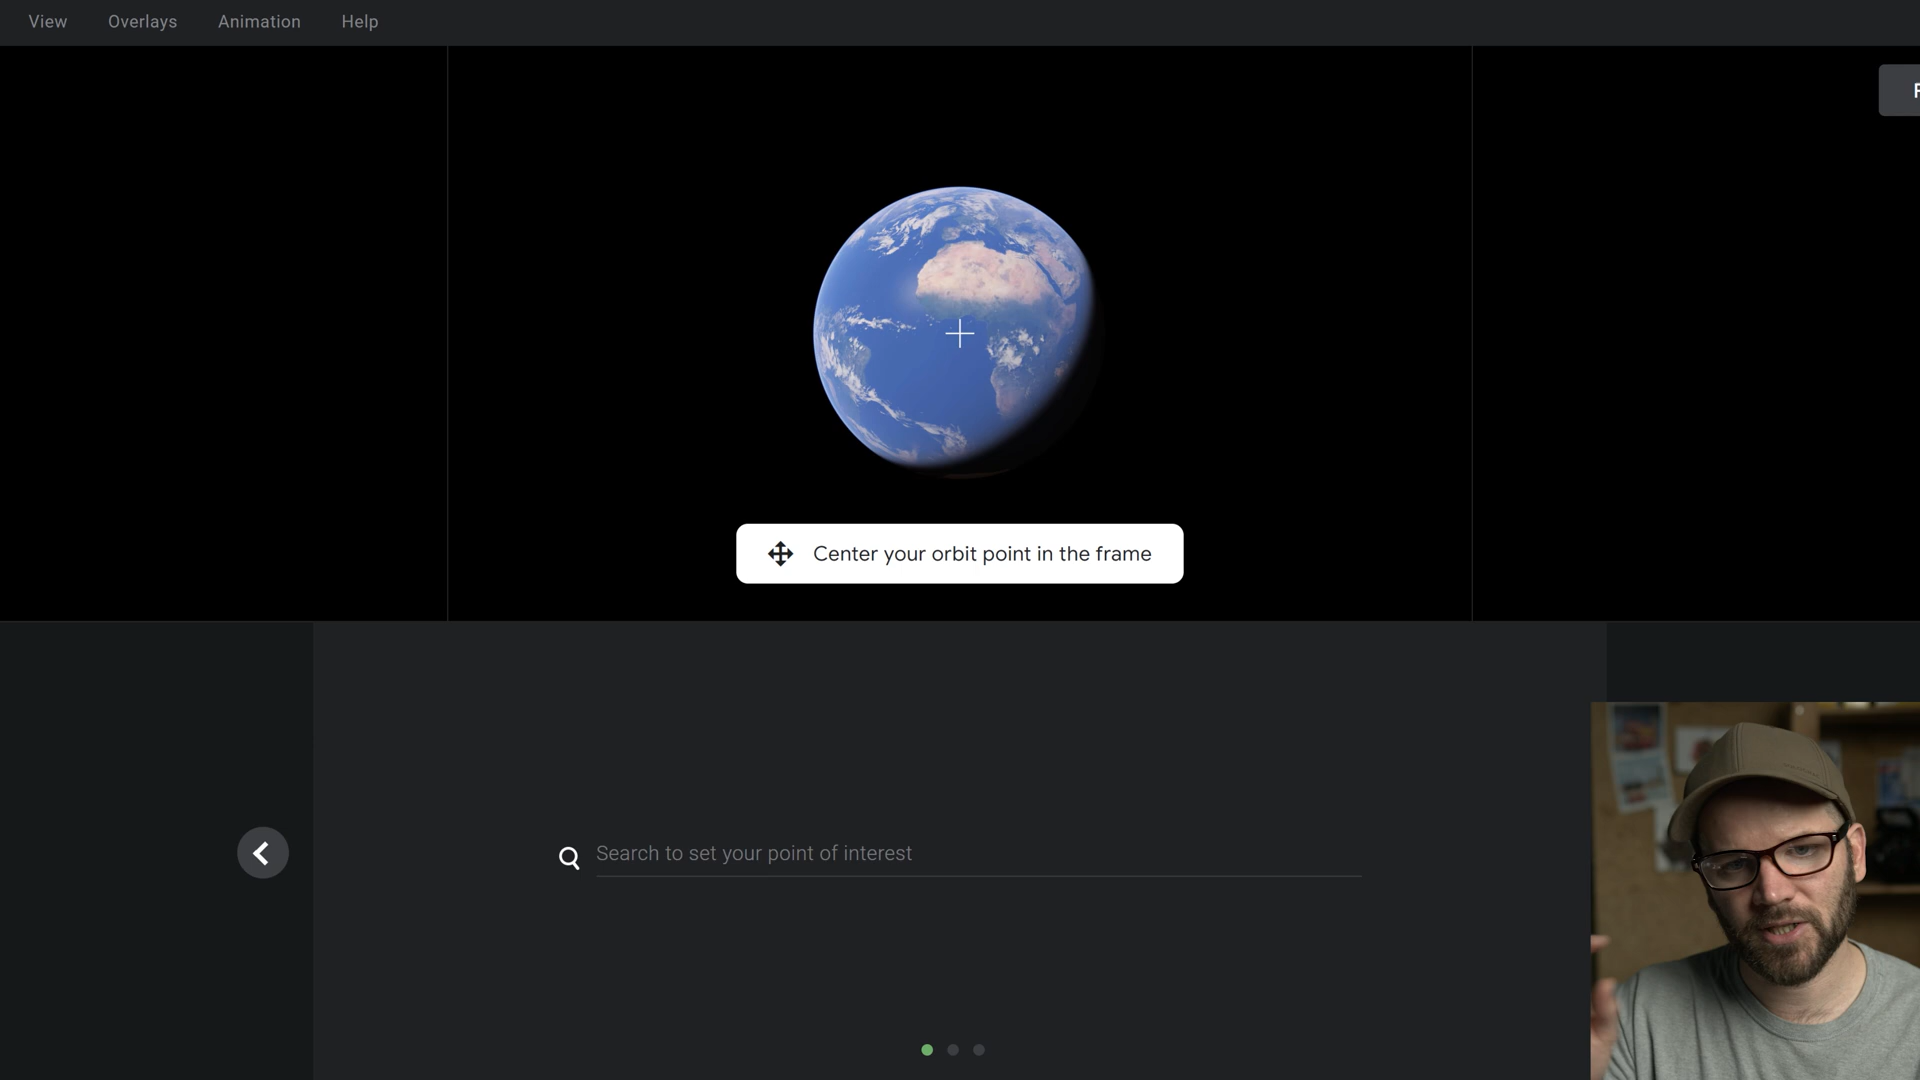 View Overlays Animation Help
Center your orbit point in the frame
Search to set your point of interest